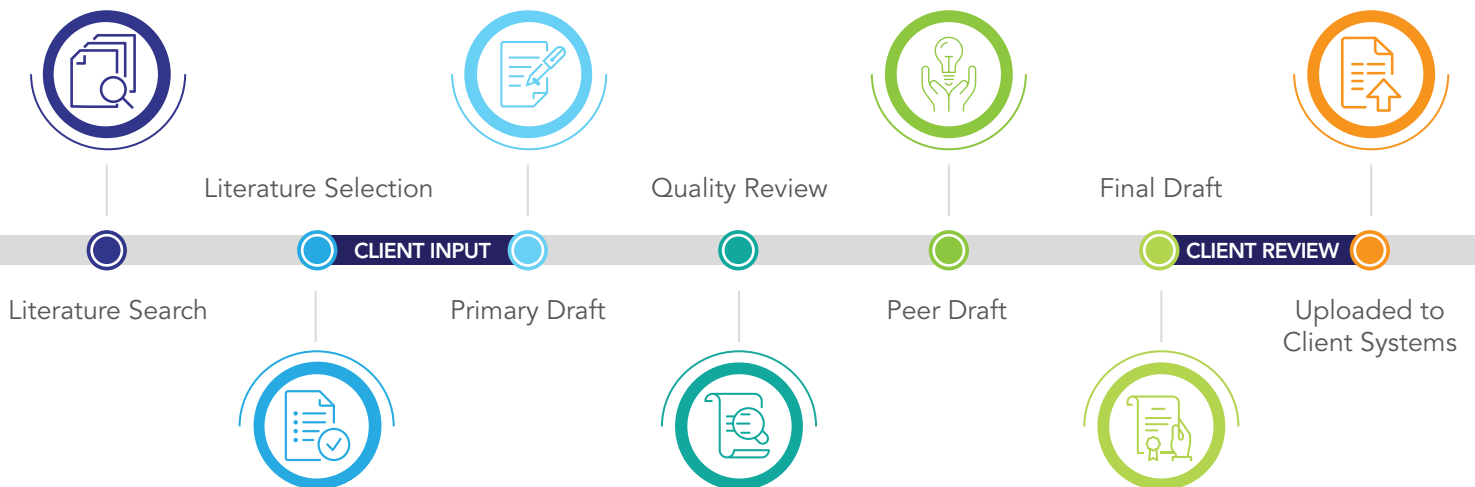 Literature Selection
Quality Review
Final Draft
CLIENT INPUT
CLIENT REVIEW
Literature Search
Primary Draft
Peer Draft
Uploaded to
Client Systems